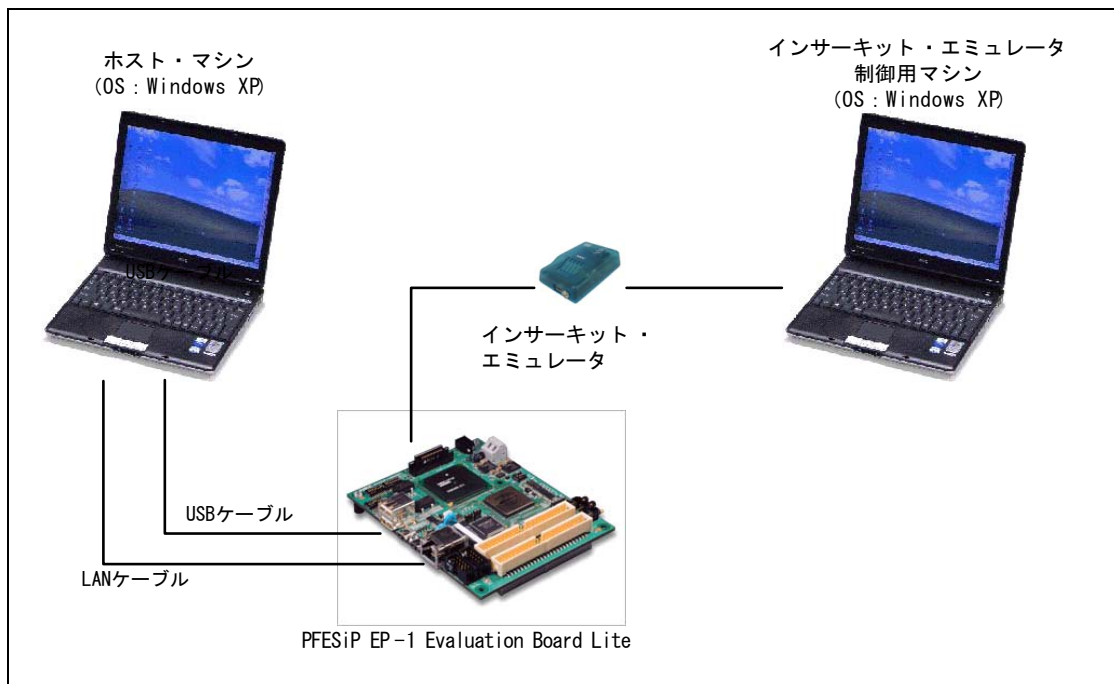 ホスト・マシン
(OS：Windows XP)
インサーキット・エミュレータ
制御用マシン
(OS：Windows XP)
USBケーブル
インサーキット・
エミュレータ
USBケーブル
LANケーブル
PFESiP EP-1 Evaluation Board Lite